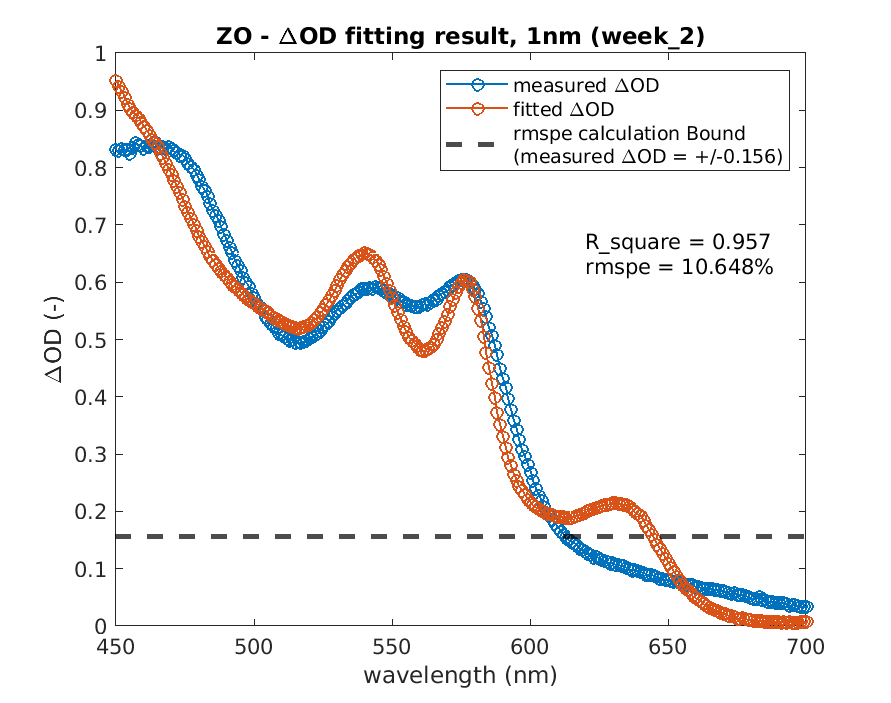 ZO - ΔOD fitting result, 1nm (week_2)
measured ΔOD
fitted ΔOD
rmspe calculation Bound
(measured ΔOD = +/-0.156)
R_square = 0.957
rmspe = 10.648%
ΔOD (-)
1
0.9
0.8
0.7
0.6
0.5
0.4
0.3
0.2
0.1
0
450 500 550 600 650 700
wavelength (nm)